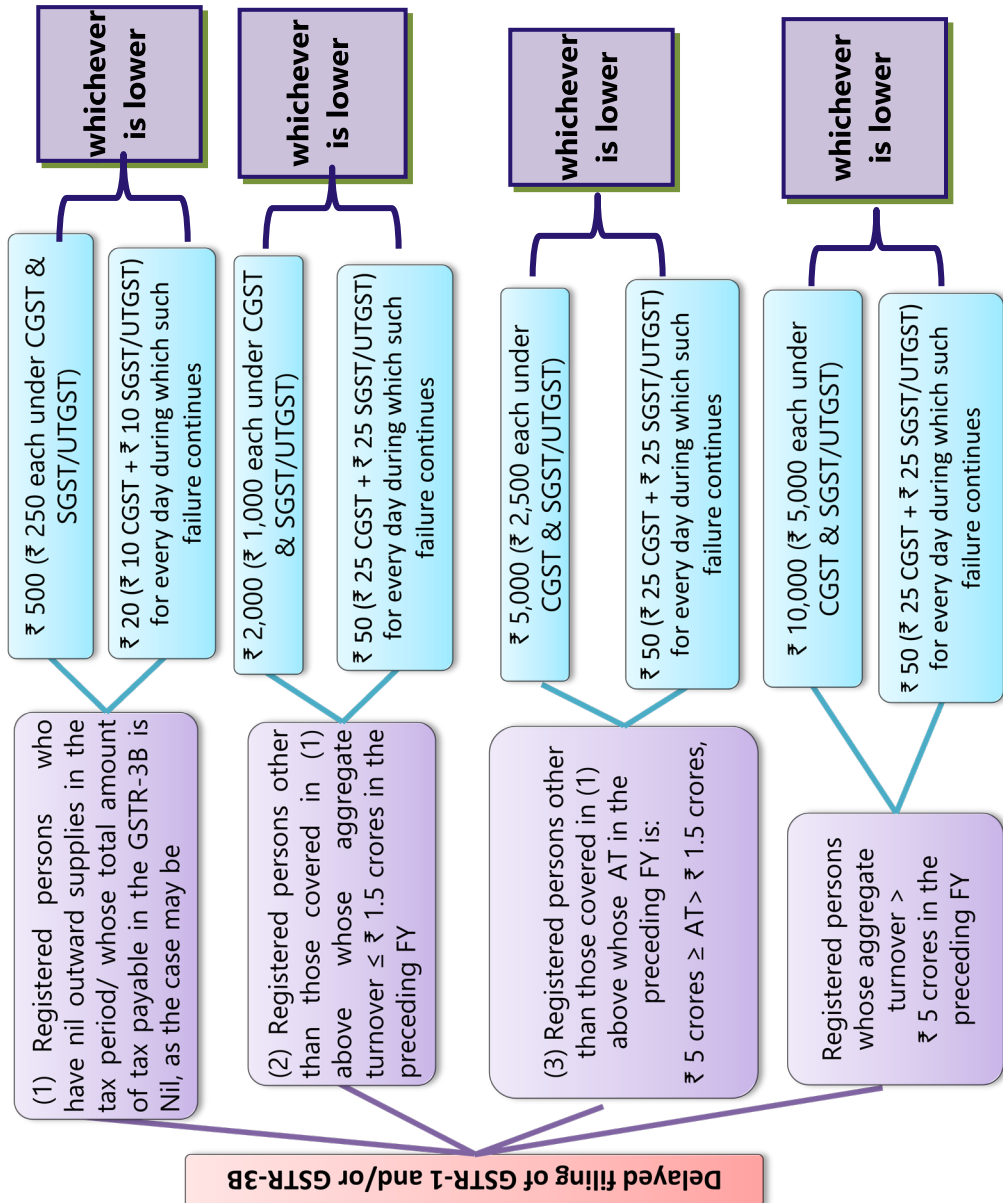 Delayed filing of GSTR-1 and/or GSTR-3B
(1) Registered persons who
have nil outward supplies in the
tax period/ whose total amount
of tax payable in the GSTR-3B is
Nil, as the case may be
₹ 500 (₹ 250 each under CGST &
SGST/UTGST)
₹ 20 (₹ 10 CGST + ₹ 10 SGST/UTGST)
for every day during which such
failure continues
whichever
is lower
(2) Registered persons other
than those covered in (1)
above whose aggregate
turnover ≤ ₹ 1.5 crores in the
preceding FY
₹ 2,000 (₹ 1,000 each under CGST
& SGST/UTGST)
₹ 50 (₹ 25 CGST + ₹ 25 SGST/UTGST)
for every day during which such
failure continues
whichever
is lower
(3) Registered persons other
than those covered in (1)
above whose AT in the
preceding FY is:
₹ 5 crores ≥ AT> ₹ 1.5 crores,
₹ 5,000 (₹ 2,500 each under
CGST & SGST/UTGST)
₹ 50 (₹ 25 CGST + ₹ 25 SGST/UTGST)
for every day during which such
failure continues
whichever
is lower
Registered persons
whose aggregate
turnover >
₹ 5 crores in the
preceding FY
₹ 10,000 (₹ 5,000 each under
CGST & SGST/UTGST)
₹ 50 (₹ 25 CGST + ₹ 25 SGST/UTGST)
for every day during which such
failure continues
whichever
is lower